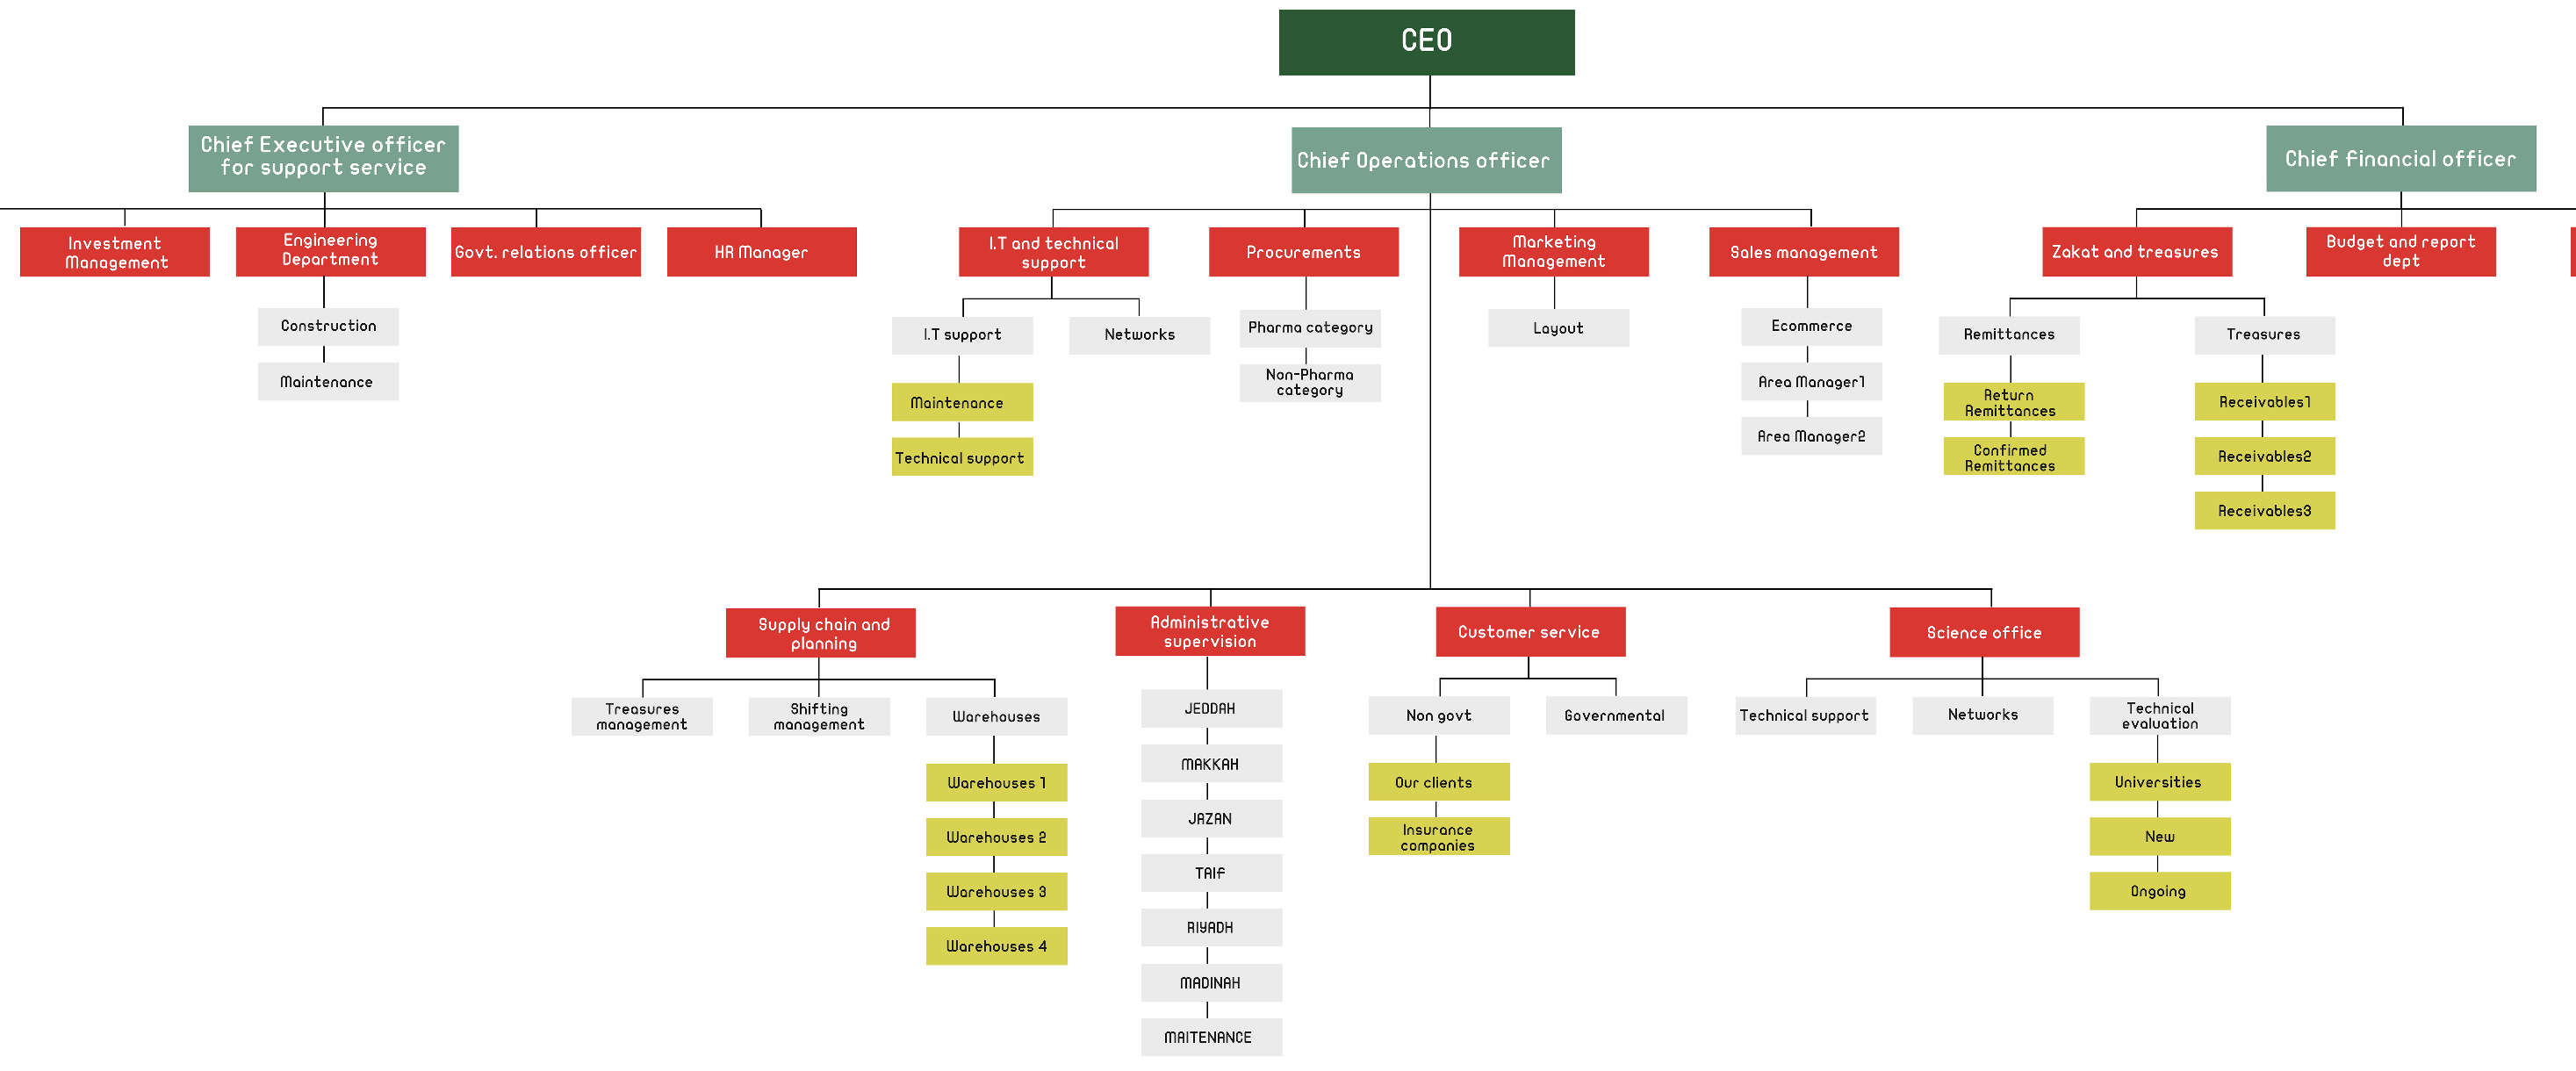 CEO
Chief Executive officer
for support service
Chief Operations officer
Chief financial officer
Investment
Management
Engineering
Department
Govt. relations officer
HR Manager
I.T and technical
support
Procurements
Marketing
Management
Sales management
Zakat and treasures
Budget and report
dept
Construction
Maintenance
I.T support
Networks
Maintenance
Technical support
Pharma category
Non-Pharma
category
Layout
Ecommerce
Area Manager1
Area Manager2
Remittances
Treasures
Return
Remittances
Confirmed
Remittances
Receivables1
Receivables2
Receivables3
Supply chain and
planning
Administrative
supervision
Customer service
Science office
Treasures
management
Shifting
management
Warehouses
Warehouses 1
Warehouses 2
Warehouses 3
Warehouses 4
JEDDAH
MAKKAH
JAZAN
TAIf
RIYADH
MADINAH
MAITENANCE
Non govt
Governmental
Our clients
Insurance
companies
Technical support
Networks
Technical
evaluation
Universities
New
Ongoing